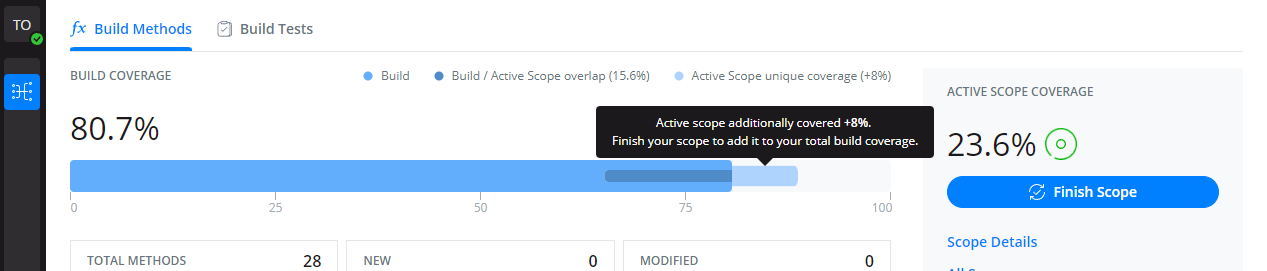 TO
fx Build Methods
Build Tests
BUILD COVERAGE
Build
Build / Active Scope overlap (15.6%)
Active Scope unique coverage (+8%)
80.7%
Active scope additionally covered +8%.
Finish your scope to add it to your total build coverage.
0 25 50 75 100
TOTAL METHODS 28
NEW 0
MODIFIED 0
ACTIVE SCOPE COVERAGE
23.6%
Finish Scope
Scope Details